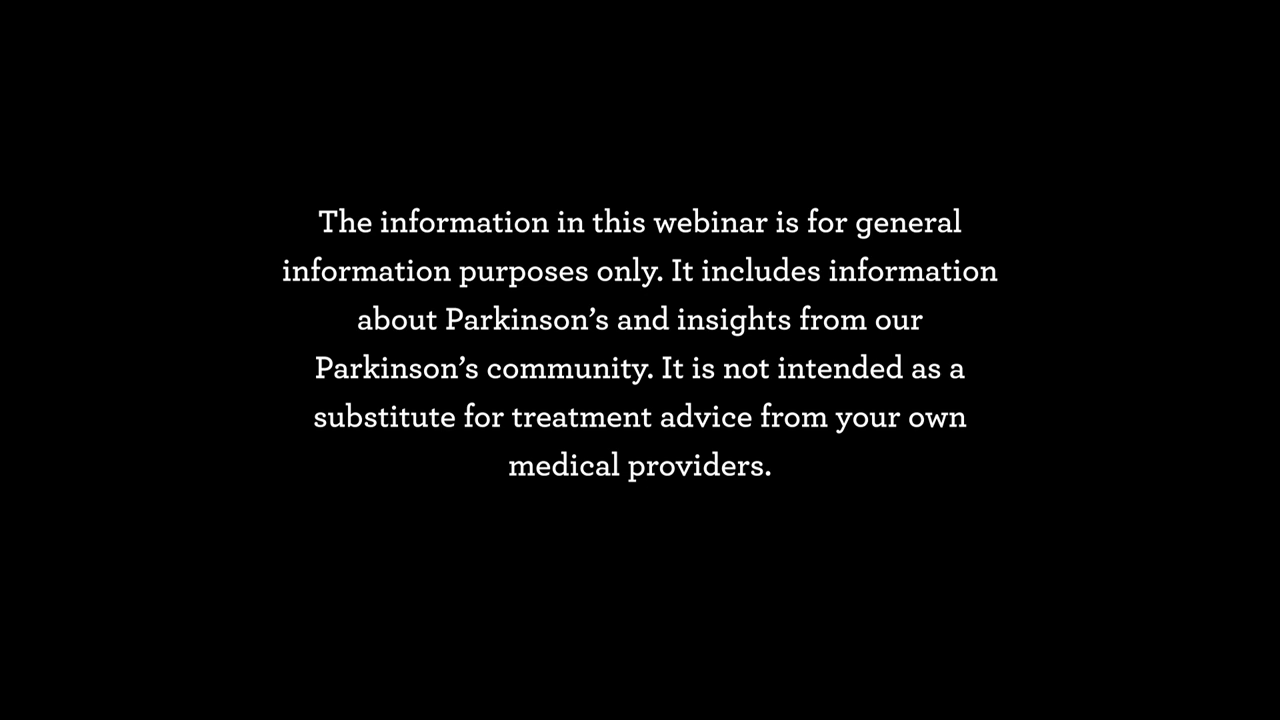 The information in this webinar is for general
information purposes only. It includes information
about Parkinson’s and insights from our
Parkinson’s community. It is not intended as a
substitute for treatment advice from your own
medical providers.